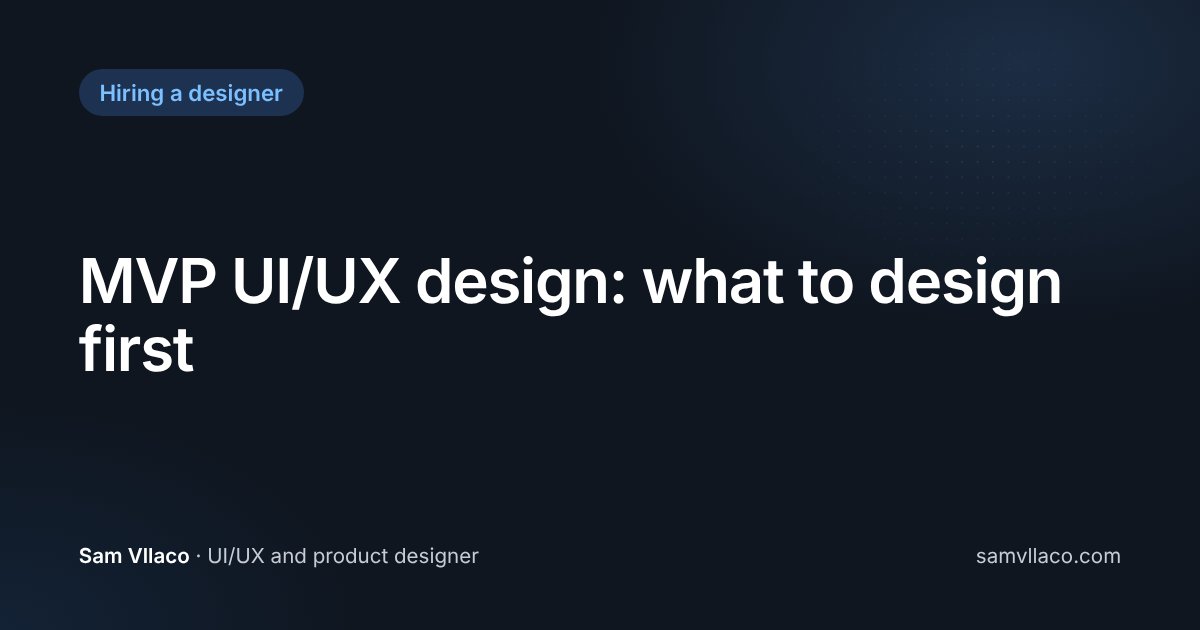 Hiring a designer
MVP UI/UX design: what to design
first
Sam Vllaco · UI/UX and product designer
samvllaco.com